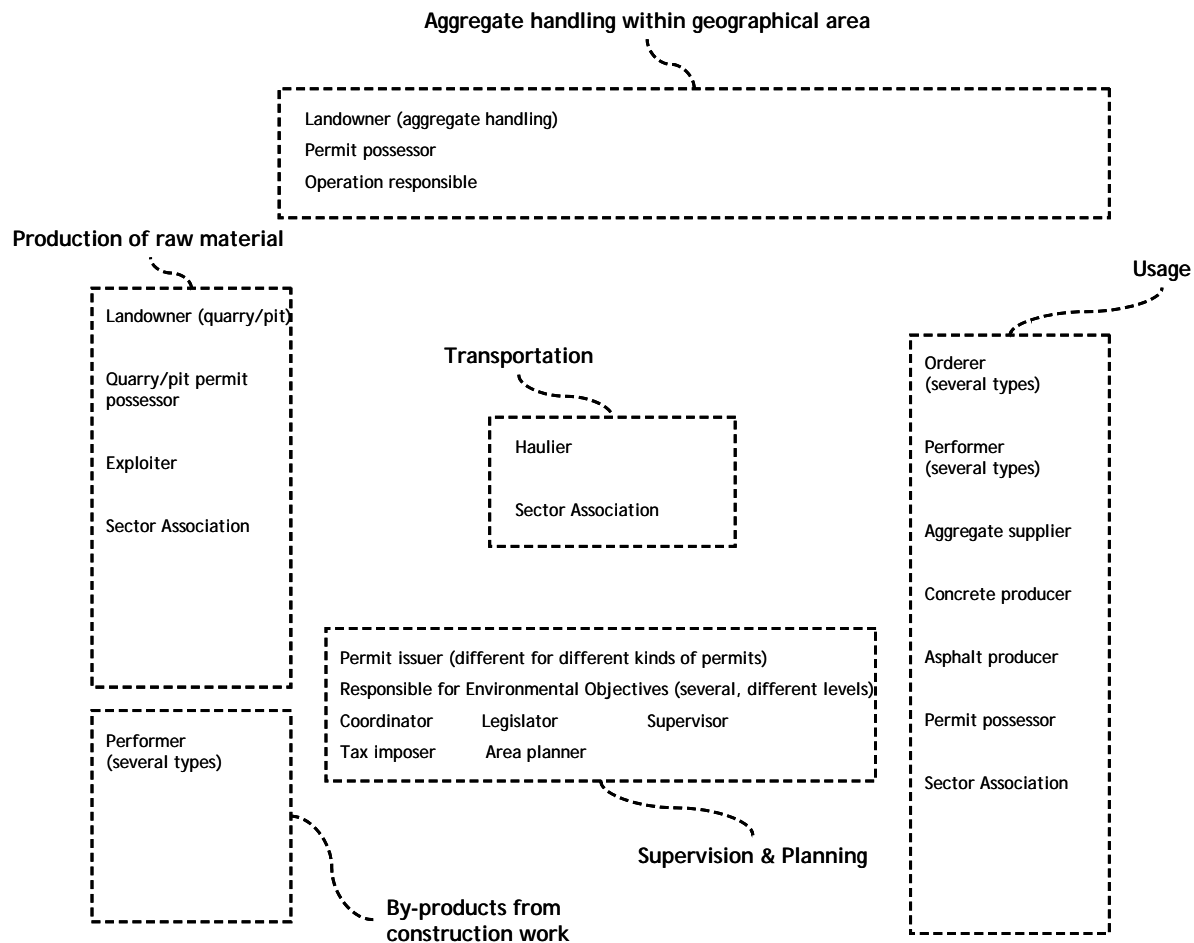 Aggregate handling within geographical area
Landowner (aggregate handling)
Permit possessor
Operation responsible
Production of raw material
Landowner (quarry/pit)
Quarry/pit permit
possessor
Exploiter
Sector Association
Transportation
Haulier
Sector Association
Usage
Orderer
(several types)
Performer
(several types)
Aggregate supplier
Concrete producer
Asphalt producer
Permit possessor
Sector Association
Permit issuer (different for different kinds of permits)
Responsible for Environmental Objectives (several, different levels)
Coordinator Legislator Supervisor
Tax imposer Area planner
Supervision & Planning
Performer
(several types)
By-products from
construction work